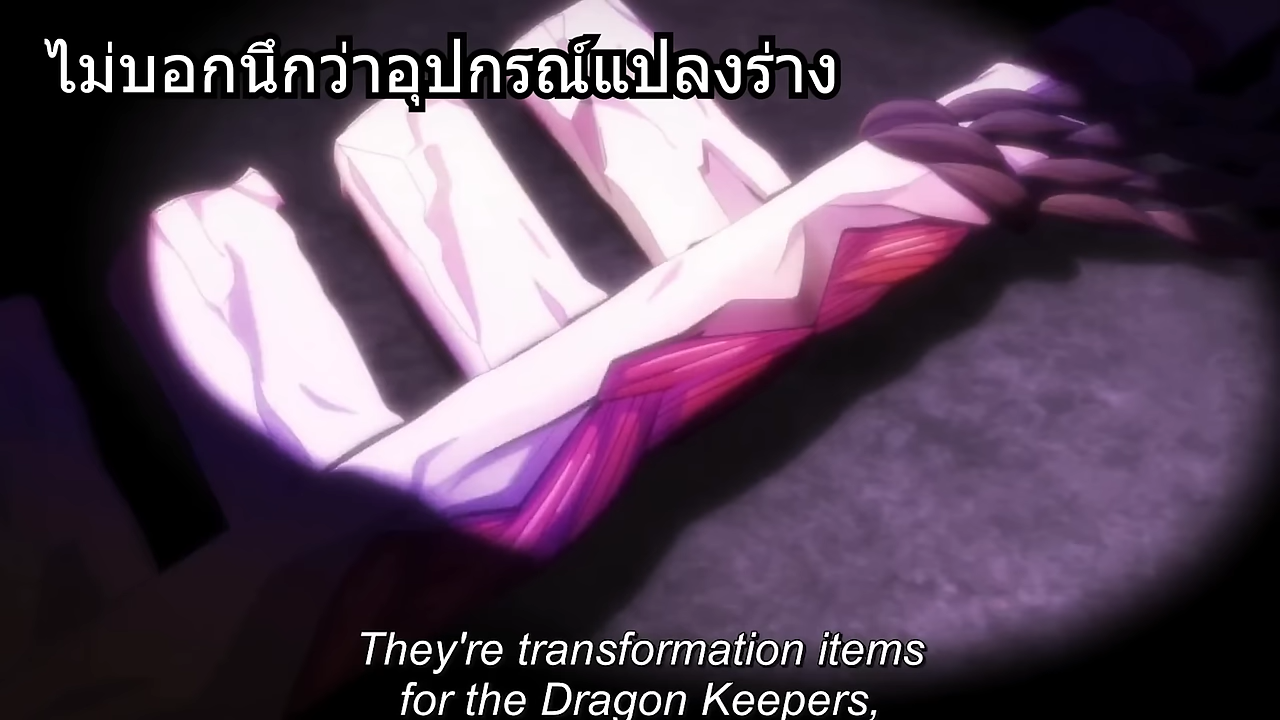 ไม่บอกนึกว่าอุปกรณ์แปลงร่าง
They're transformation items
for the Dragon Keepers,